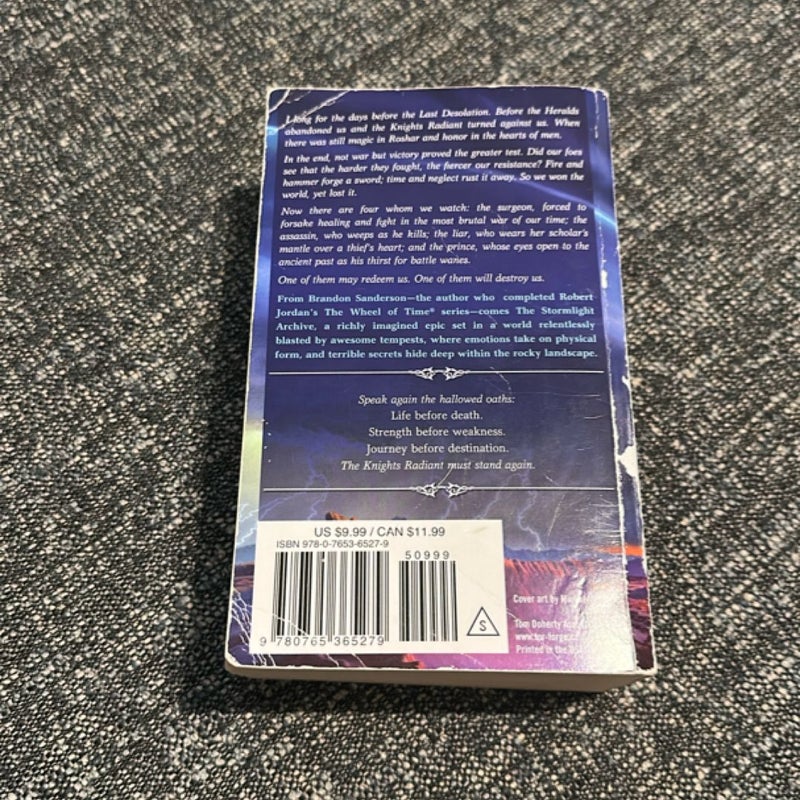 I long for the days before the Last Desolation. Before the Heralds
abandoned us and the Knights Radiant turned against us. When
there was still magic in Roshar and honor in the hearts of men.
In the end, not war but victory proved the greater test. Did our foes
see that the harder they fought, the fiercer our resistance? Fire and
hammer forge a sword; time and neglect rust it away. So we won the
world, yet lost it.
Now there are four whom we watch: the surgeon, forced to
forsake healing and fight in the most brutal war of our time; the
assassin, who weeps as he kills; the liar, who wears her scholar's
mantle over a thief's heart; and the prince, whose eyes open to the
ancient past as his thirst for battle wanes.
One of them may redeem us. One of them will destroy us.
From Brandon Sanderson—the author who completed Robert
Jordan's The Wheel of Time® series—comes The Stormlight
Archive, a richly imagined epic set in a world relentlessly
blasted by awesome tempests, where emotions take on physical
form, and terrible secrets hide deep within the rocky landscape.
Speak again the hallowed oaths:
Life before death.
Strength before weakness.
Journey before destination.
The Knights Radiant must stand again.
US $9.99 / CAN $11.99
ISBN 978-0-7653-6527-9
50999
9 780765 365279
S
Cover art by
Tom Doherty
www.tor-forge.
Printed in the